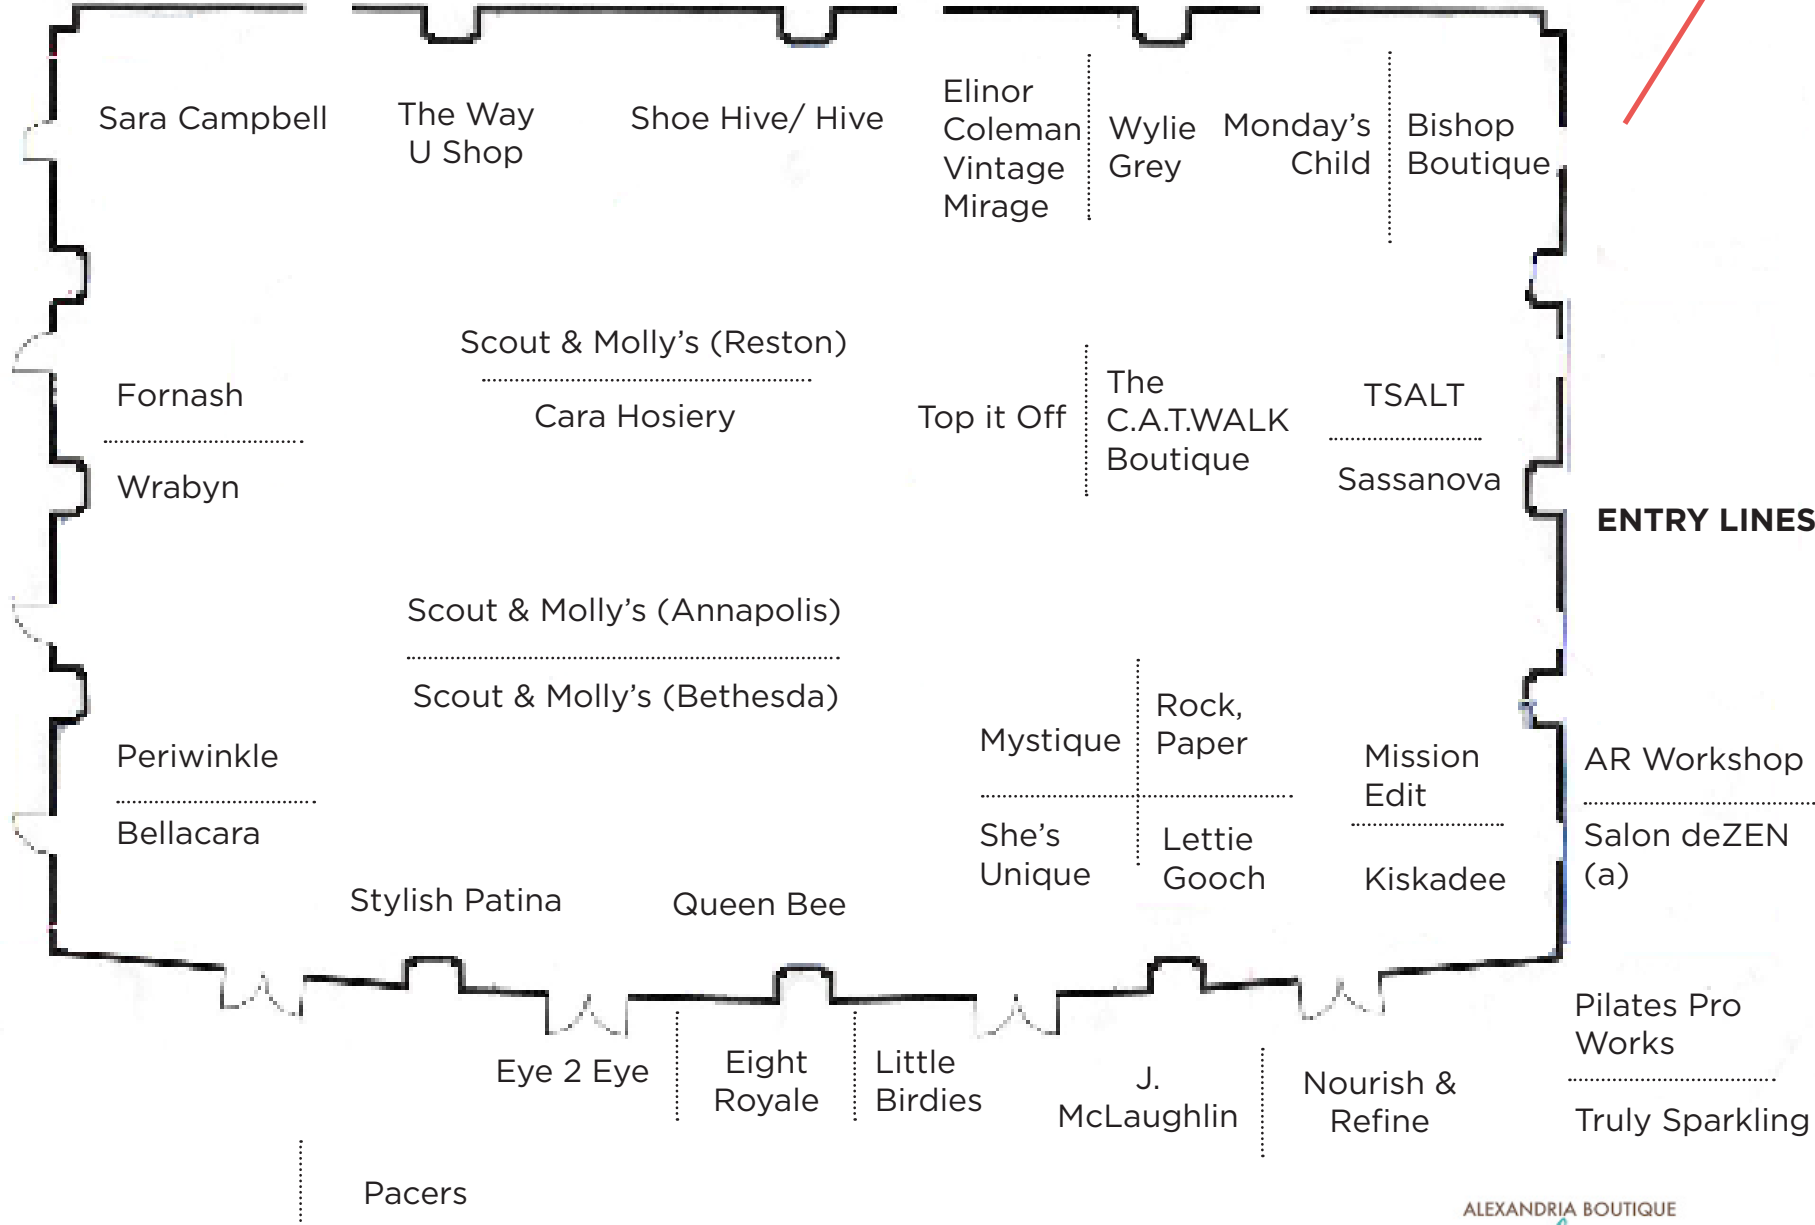 Sara Campbell
The Way
U Shop
Shoe Hive/ Hive
Elinor
Coleman
Vintage
Mirage
Wylie
Grey
Monday’s
Child
Bishop
Boutique
Scout & Molly’s (Reston)
Cara Hosiery
Fornash
Wrabyn
Top it Off
The
C.A.T.WALK
Boutique
TSALT
Sassanova
ENTRY LINES
Scout & Molly’s (Annapolis)
Scout & Molly’s (Bethesda)
Periwinkle
Bellacara
Mystique
Rock,
Paper
She’s
Unique
Lettie
Gooch
Mission
Edit
Kiskadee
AR Workshop
Salon deZEN
(a)
Stylish Patina
Queen Bee
Eye 2 Eye
Eight
Royale
Little
Birdies
J.
McLaughlin
Nourish &
Refine
Pilates Pro
Works
Truly Sparkling
Pacers
ALEXANDRIA BOUTIQUE